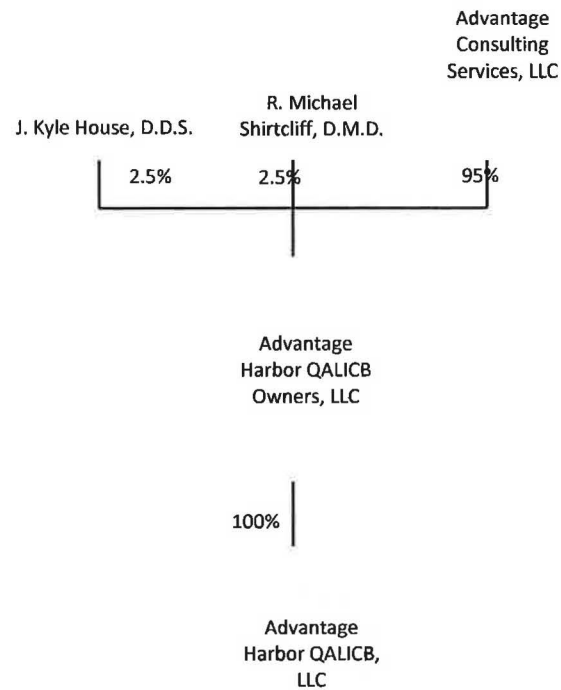 Advantage
Consulting
Services, LLC
R. Michael
Shirtcliff, D.M.D.
J. Kyle House, D.D.S.
2.5%
2.5%
95%
Advantage
Harbor QALICB
Owners, LLC
100%
Advantage
Harbor QALICB,
LLC